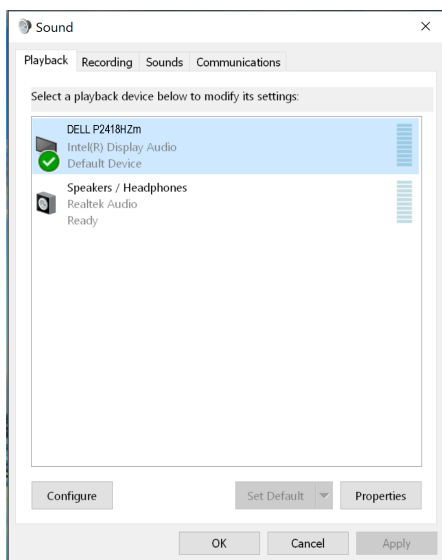 Sound
Playback Recording Sounds Communications
Select a playback device below to modify its settings:
DELL P2418HZm
Intel(R) Display Audio
Default Device
Speakers / Headphones
Realtek Audio
Ready
Configure Set Default Properties
OK Cancel Apply